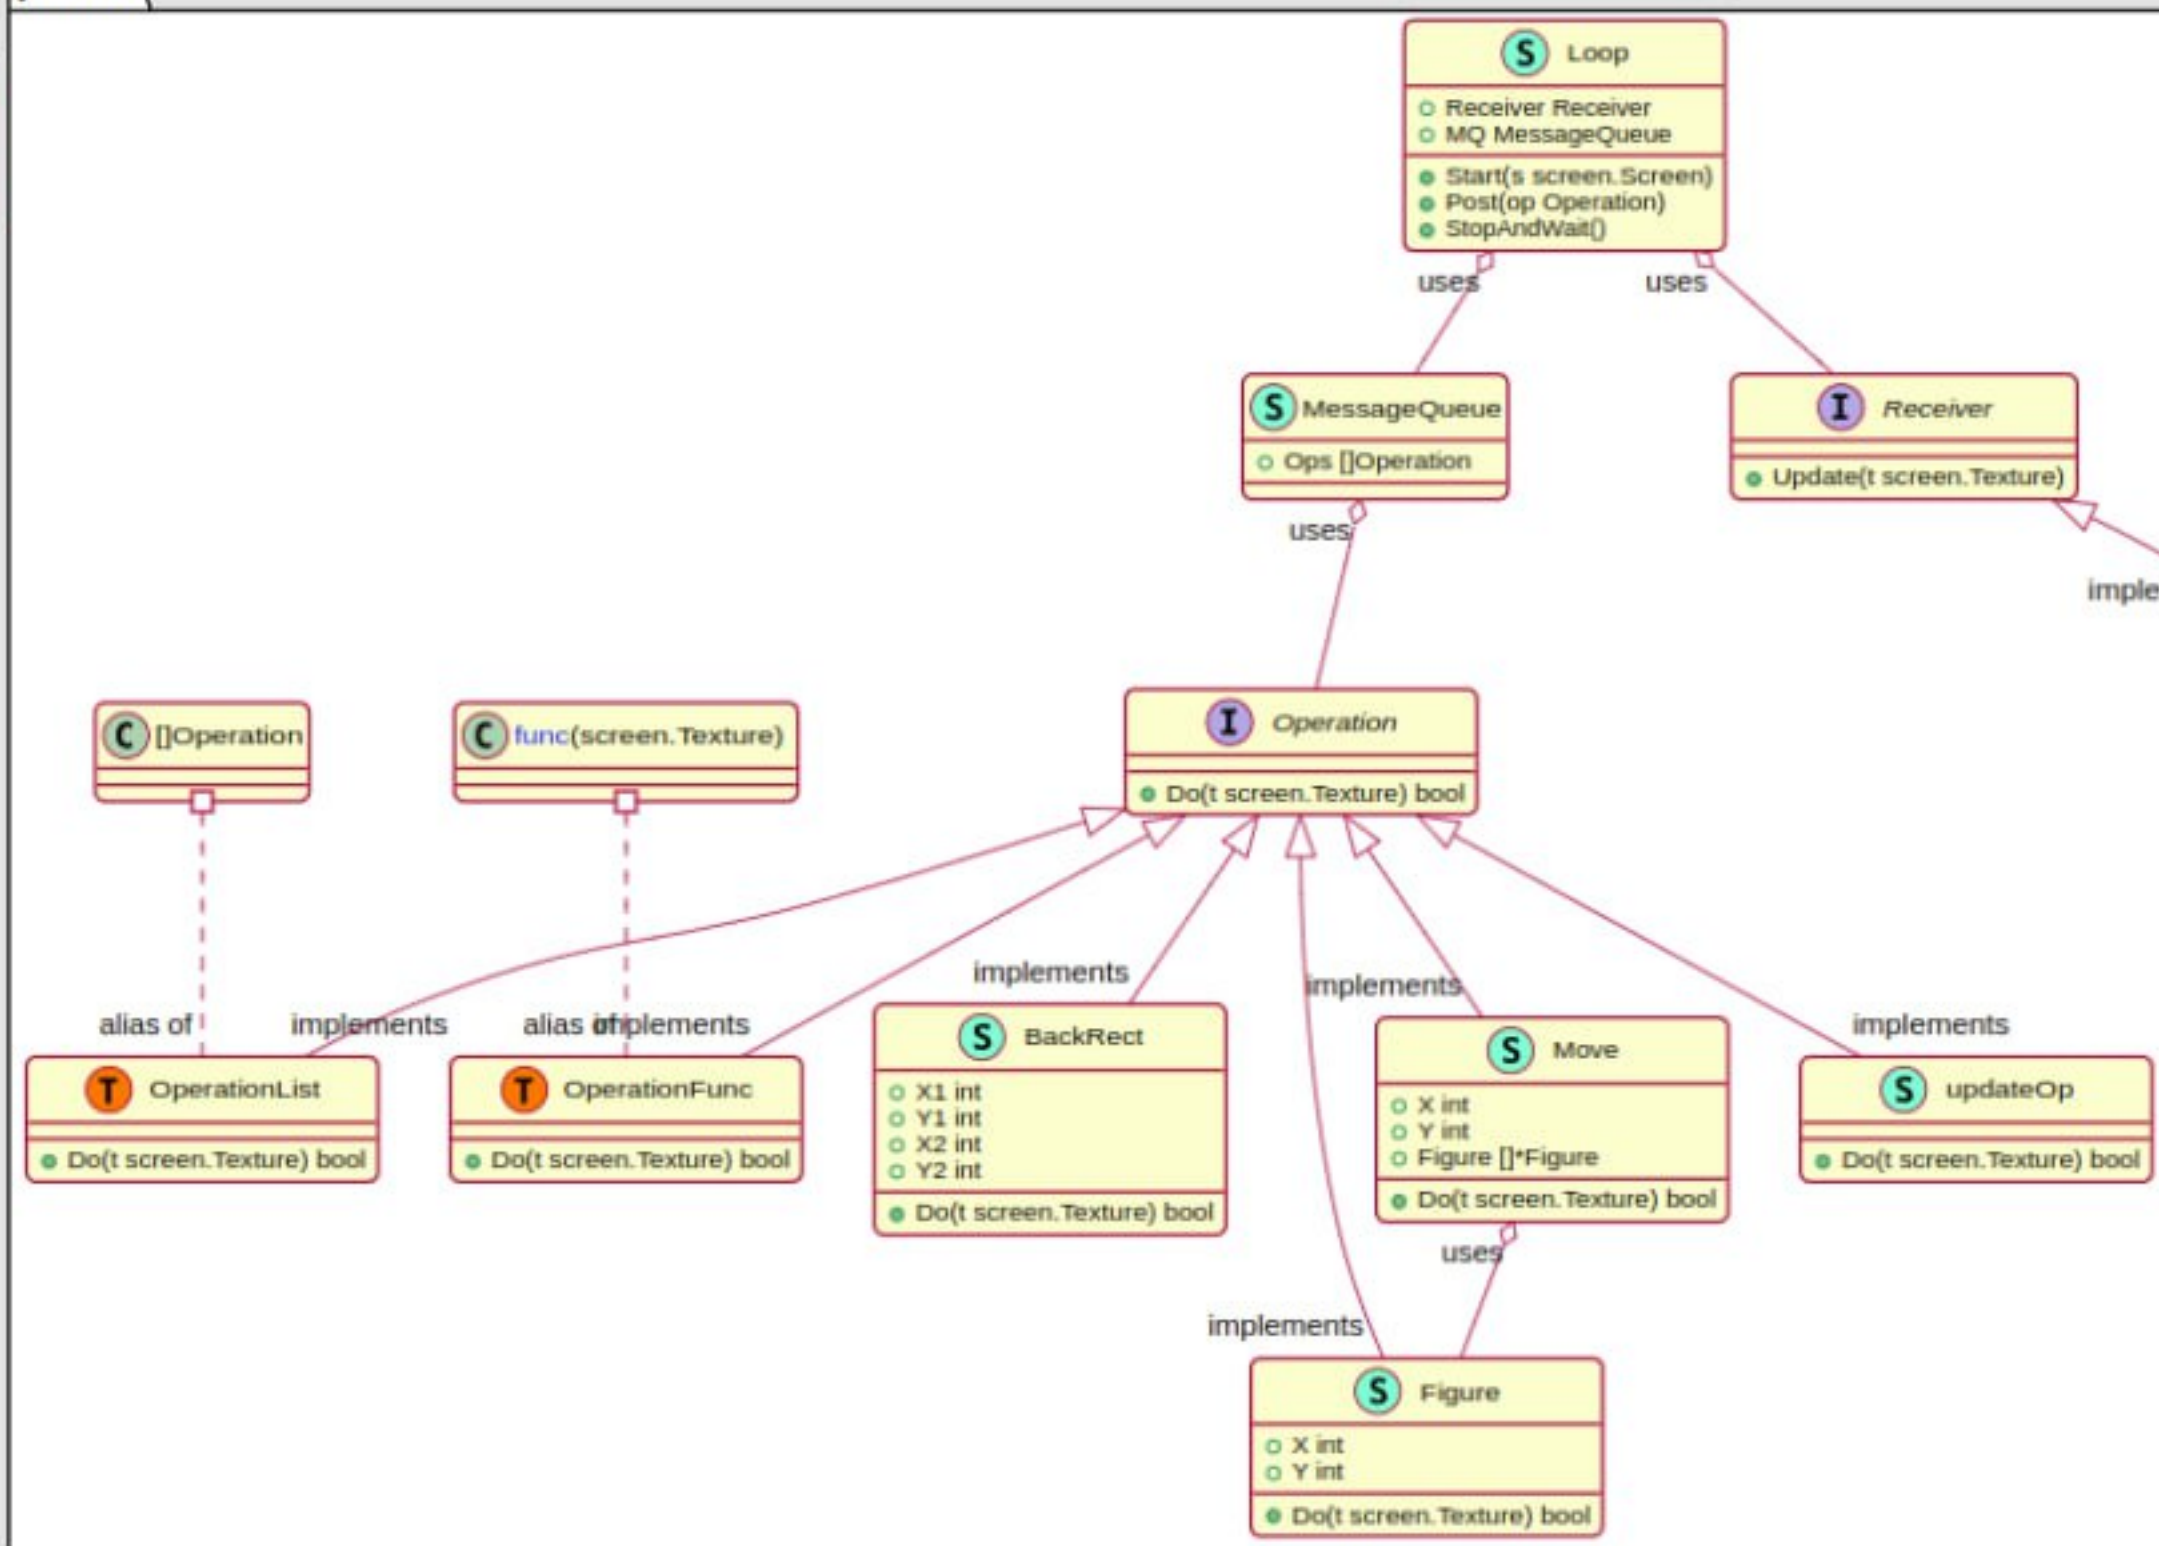 S Loop
Receiver Receiver
MQ MessageQueue
Start(s screen.Screen)
Post(op Operation)
StopAndWait()
uses
uses
S MessageQueue
Ops []Operation
I Receiver
Update(t screen.Texture)
uses
imple
C []Operation
C func(screen.Texture)
I Operation
Do(t screen.Texture) bool
implements
implements
alias of
implements
alias of
implements
implements
T OperationList
Do(t screen.Texture) bool
T OperationFunc
Do(t screen.Texture) bool
S BackRect
X1 int
Y1 int
X2 int
Y2 int
Do(t screen.Texture) bool
S Move
X int
Y int
Figure []*Figure
Do(t screen.Texture) bool
S updateOp
Do(t screen.Texture) bool
uses
implements
S Figure
X int
Y int
Do(t screen.Texture) bool